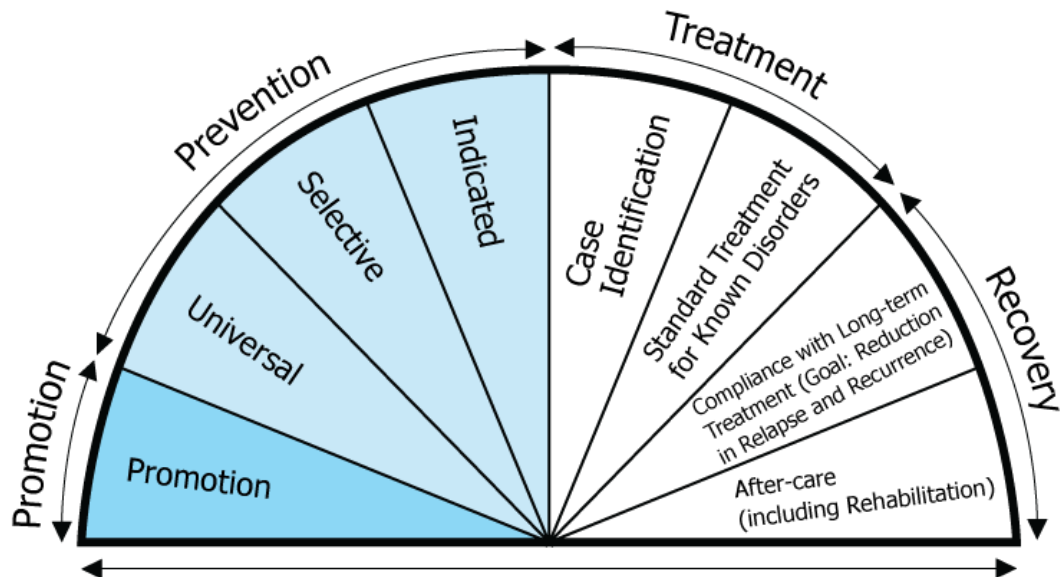 Promotion
Prevention
Treatment
Recovery
Promotion
Universal
Selective
Indicated
Case
Identification
Standard Treatment
for Known Disorders
Compliance with Long-term
Treatment (Goal: Reduction
in Relapse and Recurrence)
After-care
(including Rehabilitation)